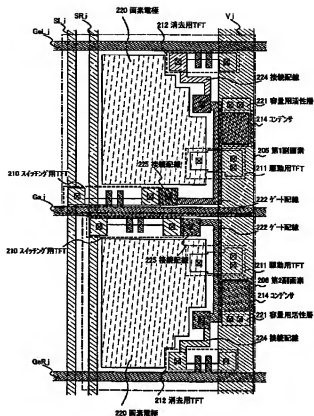 SLi
SRi
Vj
220 画素電極
212 消去用TFT
GeLj
224 接続配線
221 容量用活性層
214 コンデンサ
205 第1副画素
225 接続配線
210 スイッチング用TFT
211 駆動用TFT
Gaj
222 ゲート配線
222 ゲート配線
210 スイッチング用TFT
225 接続配線
211 駆動用TFT
206 第2副画素
214 コンデンサ
221 容量用活性層
224 接続配線
GeRj
212 消去用TFT
220 画素電極